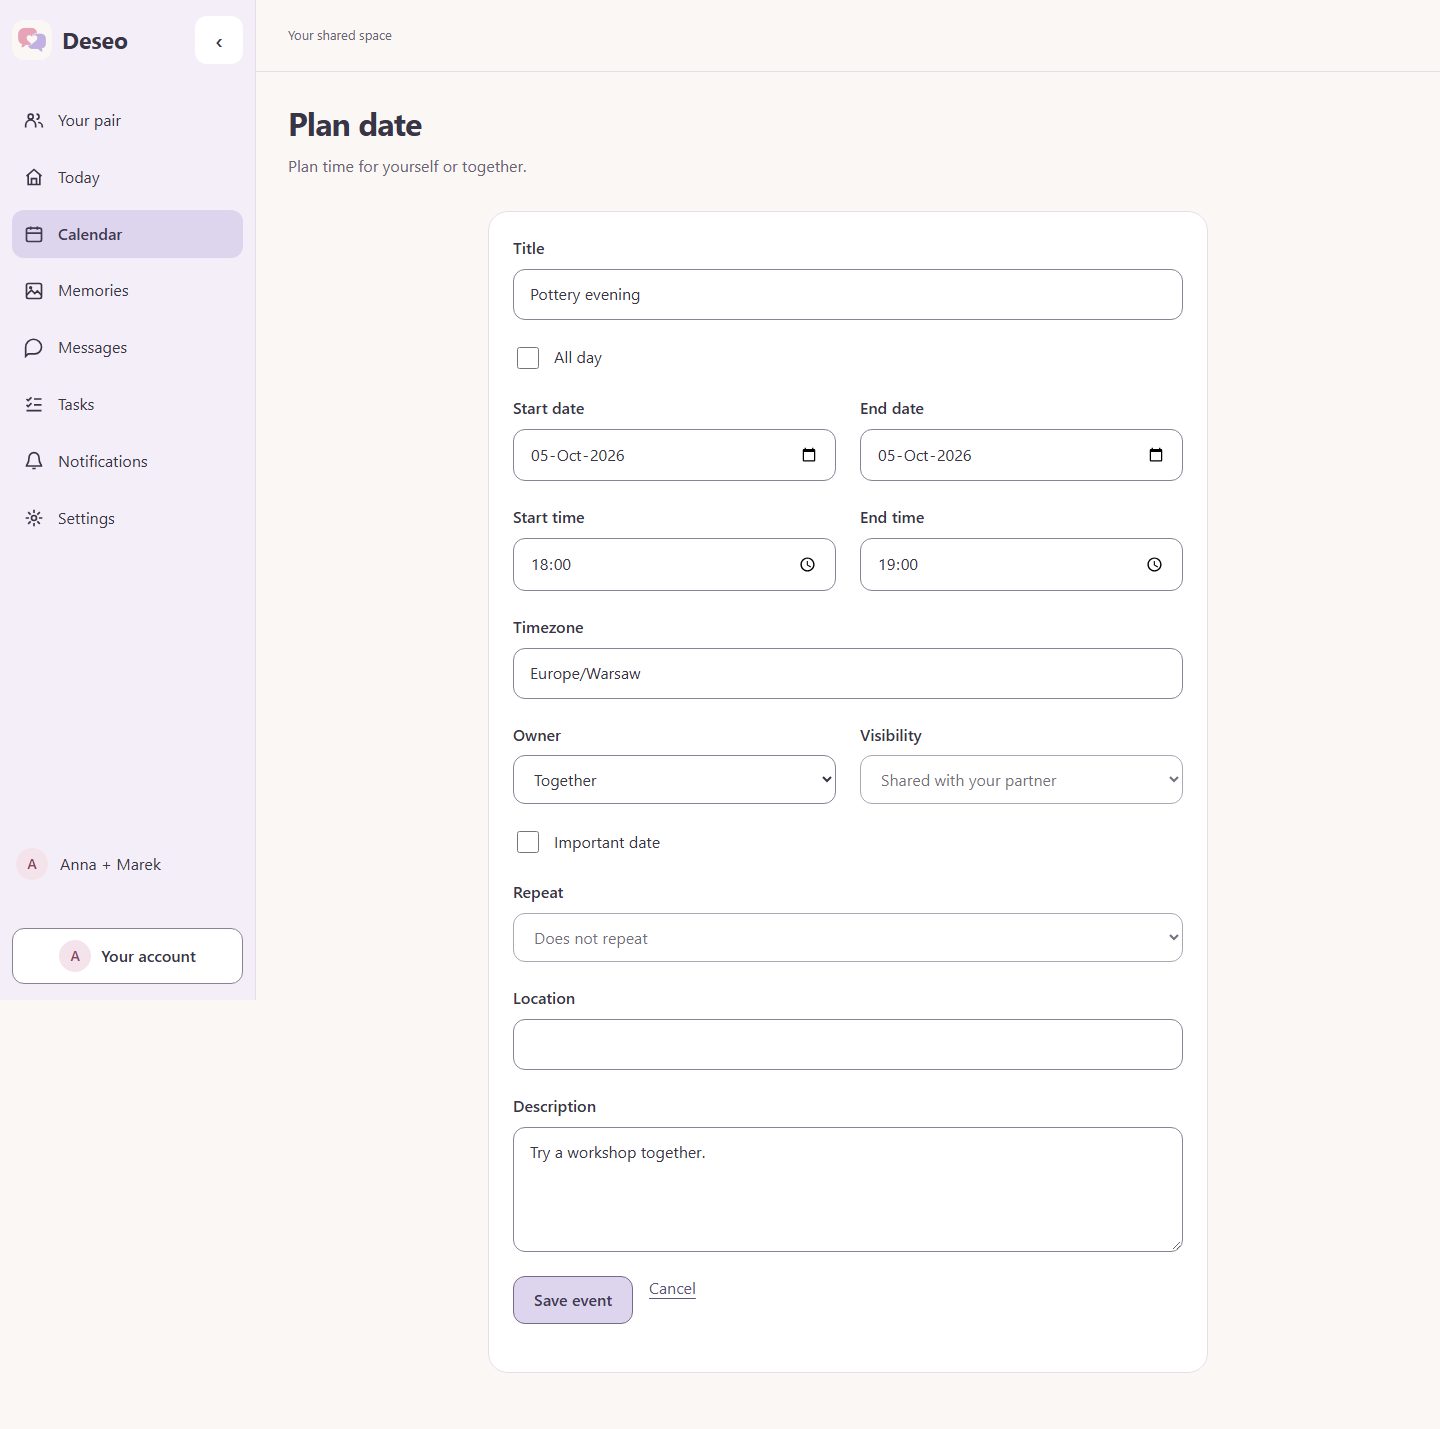 Deseo
‹
Your shared space
Your pair
Today
Calendar
Memories
Messages
Tasks
Notifications
Settings
A Anna + Marek
A Your account
Plan date
Plan time for yourself or together.
Title
Pottery evening
All day
Start date End date
05-Oct-2026 05-Oct-2026
Start time End time
18:00 19:00
Timezone
Europe/Warsaw
Owner Visibility
Together Shared with your partner
Important date
Repeat
Does not repeat
Location
Description
Try a workshop together.
Save event Cancel